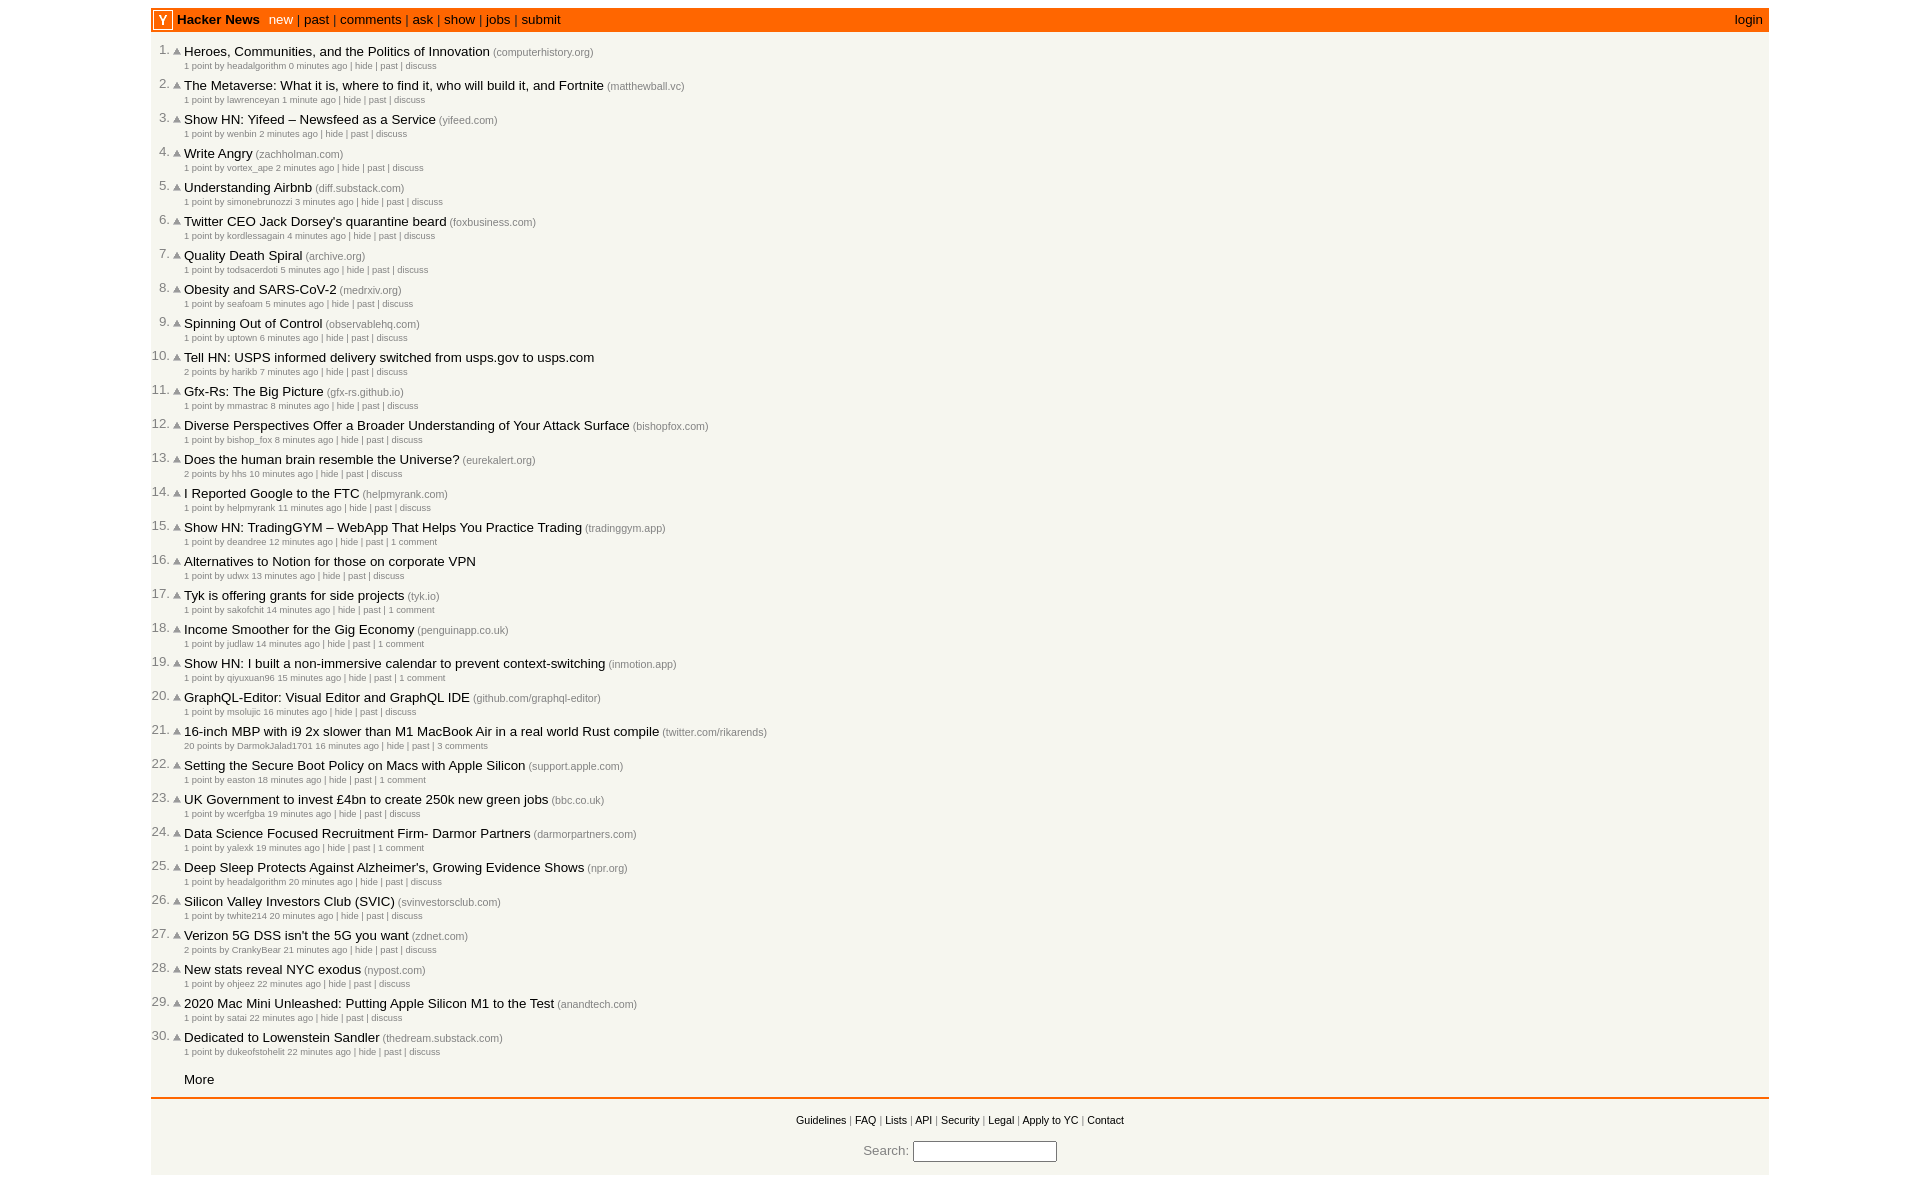 Y Hacker News new | past | comments | ask | show | jobs | submit login
1. Heroes, Communities, and the Politics of Innovation (computerhistory.org)
1 point by headalgorithm 0 minutes ago | hide | past | discuss
2. The Metaverse: What it is, where to find it, who will build it, and Fortnite (matthewball.vc)
1 point by lawrenceyan 1 minute ago | hide | past | discuss
3. Show HN: Yifeed – Newsfeed as a Service (yifeed.com)
1 point by wenbin 2 minutes ago | hide | past | discuss
4. Write Angry (zachholman.com)
1 point by vortex_ape 2 minutes ago | hide | past | discuss
5. Understanding Airbnb (diff.substack.com)
1 point by simonebrunozzi 3 minutes ago | hide | past | discuss
6. Twitter CEO Jack Dorsey's quarantine beard (foxbusiness.com)
1 point by kordlessagain 4 minutes ago | hide | past | discuss
7. Quality Death Spiral (archive.org)
1 point by todsacerdoti 5 minutes ago | hide | past | discuss
8. Obesity and SARS-CoV-2 (medrxiv.org)
1 point by seafoam 5 minutes ago | hide | past | discuss
9. Spinning Out of Control (observablehq.com)
1 point by uptown 6 minutes ago | hide | past | discuss
10. Tell HN: USPS informed delivery switched from usps.gov to usps.com
2 points by harikb 7 minutes ago | hide | past | discuss
11. Gfx-Rs: The Big Picture (gfx-rs.github.io)
1 point by mmastrac 8 minutes ago | hide | past | discuss
12. Diverse Perspectives Offer a Broader Understanding of Your Attack Surface (bishopfox.com)
1 point by bishop_fox 8 minutes ago | hide | past | discuss
13. Does the human brain resemble the Universe? (eurekalert.org)
2 points by hhs 10 minutes ago | hide | past | discuss
14. I Reported Google to the FTC (helpmyrank.com)
1 point by helpmyrank 11 minutes ago | hide | past | discuss
15. Show HN: TradingGYM – WebApp That Helps You Practice Trading (tradinggym.app)
1 point by deandree 12 minutes ago | hide | past | 1 comment
16. Alternatives to Notion for those on corporate VPN
1 point by udwx 13 minutes ago | hide | past | discuss
17. Tyk is offering grants for side projects (tyk.io)
1 point by sakofchit 14 minutes ago | hide | past | 1 comment
18. Income Smoother for the Gig Economy (penguinapp.co.uk)
1 point by judlaw 14 minutes ago | hide | past | 1 comment
19. Show HN: I built a non-immersive calendar to prevent context-switching (inmotion.app)
1 point by qiyuxuan96 15 minutes ago | hide | past | 1 comment
20. GraphQL-Editor: Visual Editor and GraphQL IDE (github.com/graphql-editor)
1 point by msolujic 16 minutes ago | hide | past | discuss
21. 16-inch MBP with i9 2x slower than M1 MacBook Air in a real world Rust compile (twitter.com/rikarends)
20 points by DarmokJalad1701 16 minutes ago | hide | past | 3 comments
22. Setting the Secure Boot Policy on Macs with Apple Silicon (support.apple.com)
1 point by easton 18 minutes ago | hide | past | 1 comment
23. UK Government to invest £4bn to create 250k new green jobs (bbc.co.uk)
1 point by wcerfgba 19 minutes ago | hide | past | discuss
24. Data Science Focused Recruitment Firm- Darmor Partners (darmorpartners.com)
1 point by yalexk 19 minutes ago | hide | past | 1 comment
25. Deep Sleep Protects Against Alzheimer's, Growing Evidence Shows (npr.org)
1 point by headalgorithm 20 minutes ago | hide | past | discuss
26. Silicon Valley Investors Club (SVIC) (svinvestorsclub.com)
1 point by twhite214 20 minutes ago | hide | past | discuss
27. Verizon 5G DSS isn't the 5G you want (zdnet.com)
2 points by CrankyBear 21 minutes ago | hide | past | discuss
28. New stats reveal NYC exodus (nypost.com)
1 point by ohjeez 22 minutes ago | hide | past | discuss
29. 2020 Mac Mini Unleashed: Putting Apple Silicon M1 to the Test (anandtech.com)
1 point by satai 22 minutes ago | hide | past | discuss
30. Dedicated to Lowenstein Sandler (thedream.substack.com)
1 point by dukeofstohelit 22 minutes ago | hide | past | discuss
More
Guidelines | FAQ | Lists | API | Security | Legal | Apply to YC | Contact
Search: